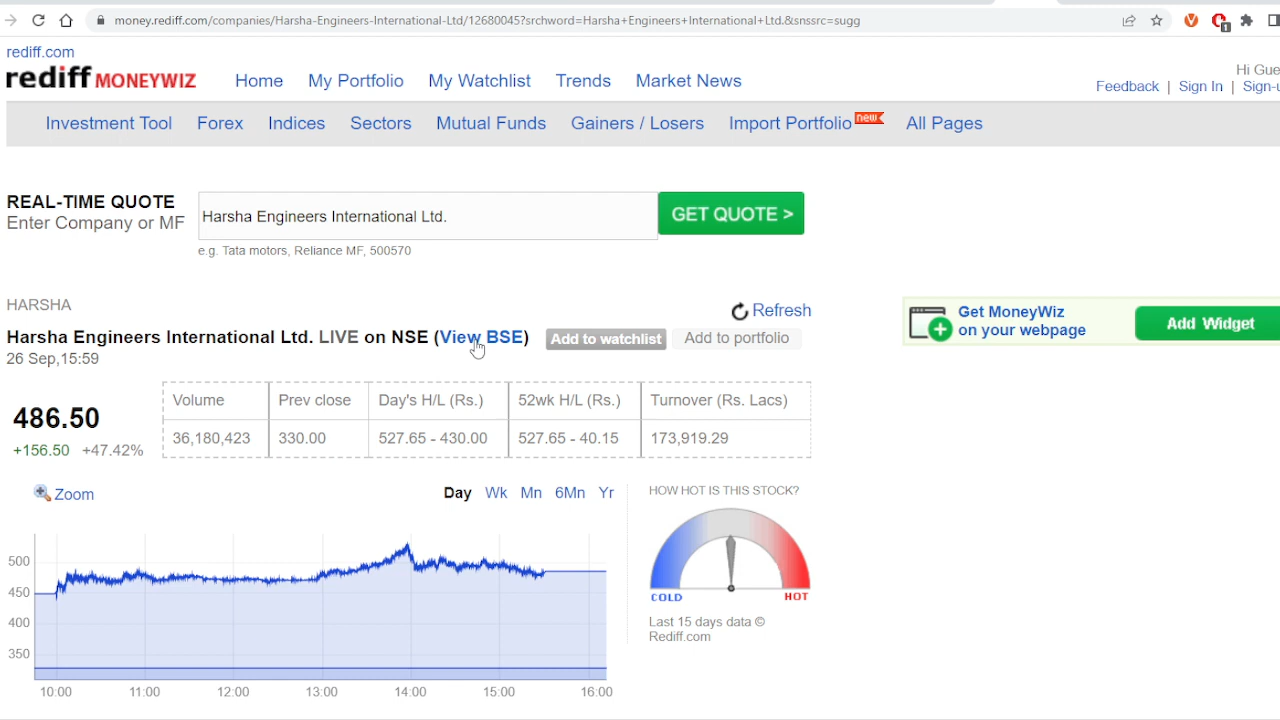 money.rediff.com/companies/Harsha-Engineers-International-Ltd/12680045?srchword=Harsha+Engineers+International+Ltd.&snssrc=sugg
1
rediff.com
rediff MONEYWIZ
Home My Portfolio My Watchlist Trends Market News
Hi Gue
Feedback | Sign In | Sign-u
Investment Tool Forex Indices Sectors Mutual Funds Gainers / Losers Import Portfolio new All Pages
REAL-TIME QUOTE
Enter Company or MF
Harsha Engineers International Ltd.
GET QUOTE >
e.g. Tata motors, Reliance MF, 500570
HARSHA
Refresh
Harsha Engineers International Ltd. LIVE on NSE (View BSE) Add to watchlist Add to portfolio
26 Sep,15:59
Get MoneyWiz
on your webpage
Add Widget
486.50
+156.50 +47.42%
Volume Prev close Day's H/L (Rs.) 52wk H/L (Rs.) Turnover (Rs. Lacs)
36,180,423 330.00 527.65 - 430.00 527.65 - 40.15 173,919.29
Zoom
Day Wk Mn 6Mn Yr
500
450
400
350
10:00 11:00 12:00 13:00 14:00 15:00 16:00
HOW HOT IS THIS STOCK?
COLD HOT
Last 15 days data ©
Rediff.com